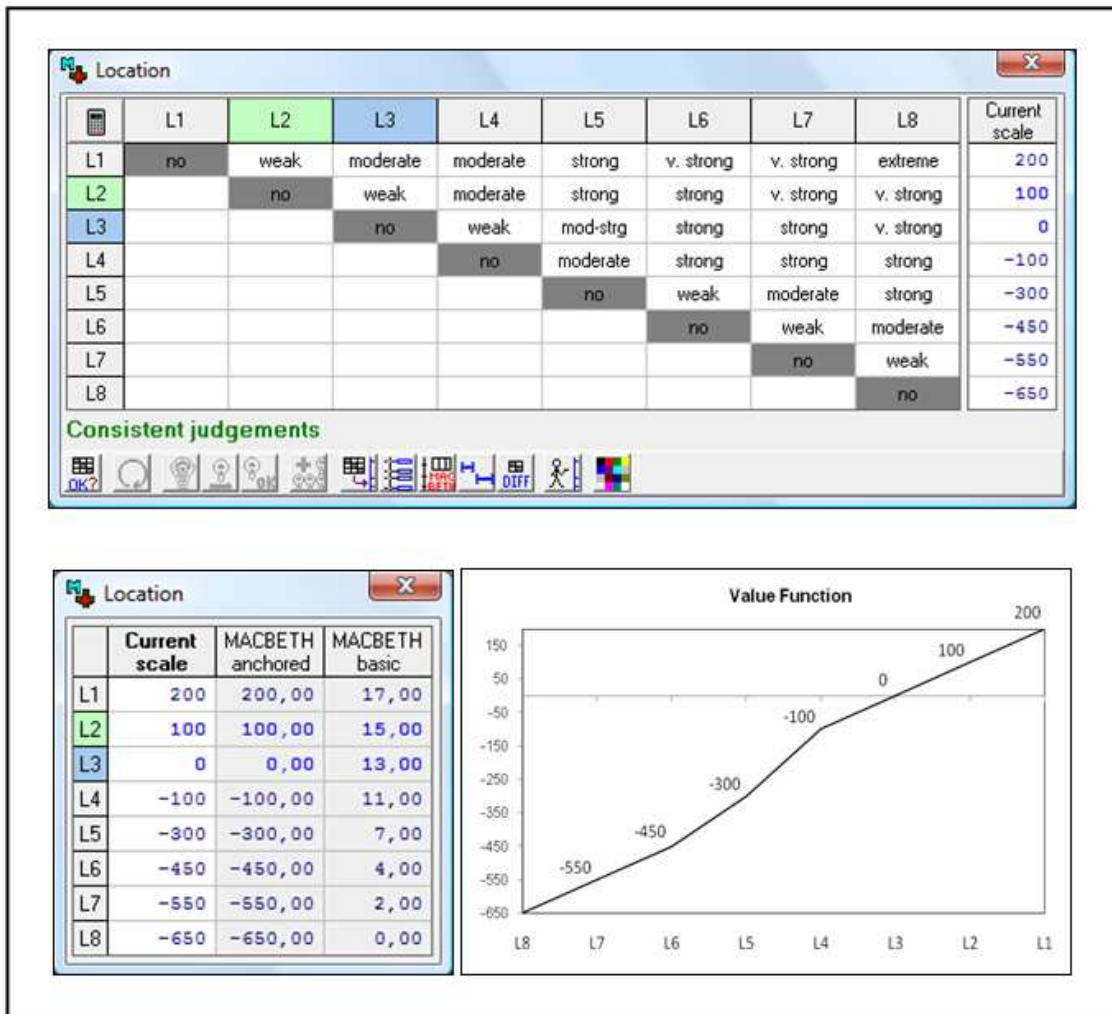 Location
L1 L2 L3 L4 L5 L6 L7 L8 Current scale
L1 no weak moderate moderate strong v. strong v. strong extreme 200
L2 no weak moderate strong strong v. strong v. strong 100
L3 no weak mod-strg strong strong v. strong 0
L4 no moderate strong strong strong -100
L5 no weak moderate strong -300
L6 no weak moderate -450
L7 no weak -550
L8 no -650
Consistent judgements
OK? OK MAC BETH DIFF
Location
Current scale MACBETH anchored MACBETH basic
L1 200 200,00 17,00
L2 100 100,00 15,00
L3 0 0,00 13,00
L4 -100 -100,00 11,00
L5 -300 -300,00 7,00
L6 -450 -450,00 4,00
L7 -550 -550,00 2,00
L8 -650 -650,00 0,00
Value Function
200
150
100
50
0
-50
-100
-150
-250
-300
-350
-450
-450
-550
-550
-650
L8 L7 L6 L5 L4 L3 L2 L1